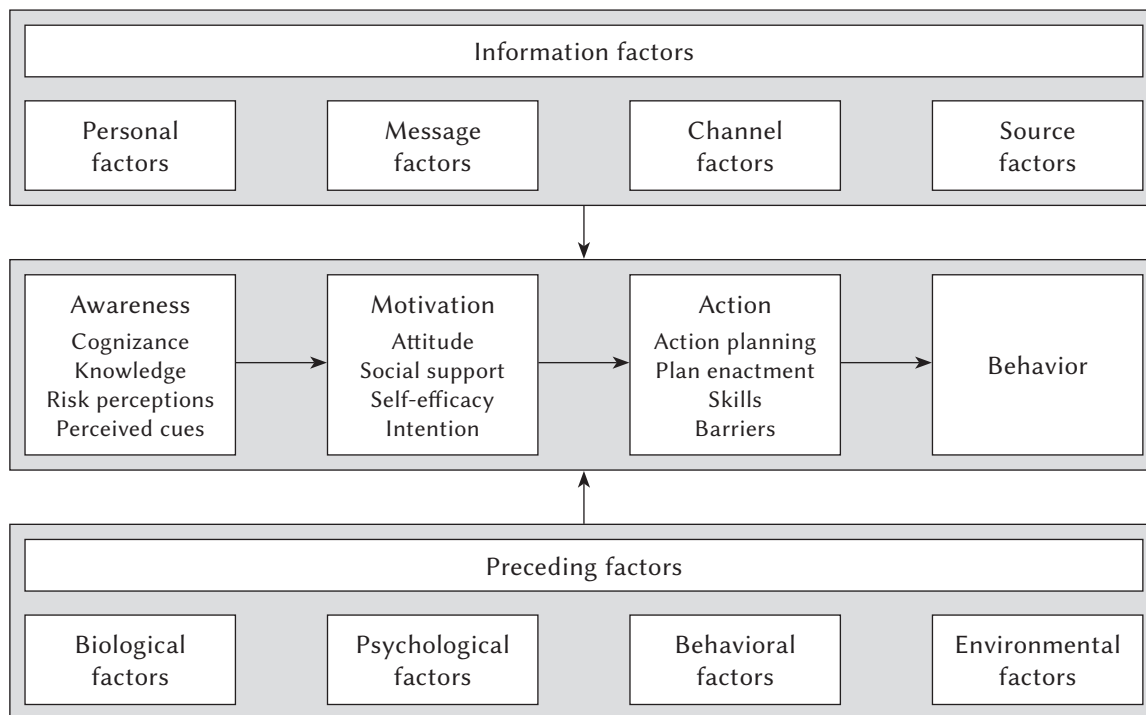 Information factors
Personal
factors
Message
factors
Channel
factors
Source
factors
Awareness
Cognizance
Knowledge
Risk perceptions
Perceived cues
Motivation
Attitude
Social support
Self-efficacy
Intention
Action
Action planning
Plan enactment
Skills
Barriers
Behavior
Preceding factors
Biological
factors
Psychological
factors
Behavioral
factors
Environmental
factors